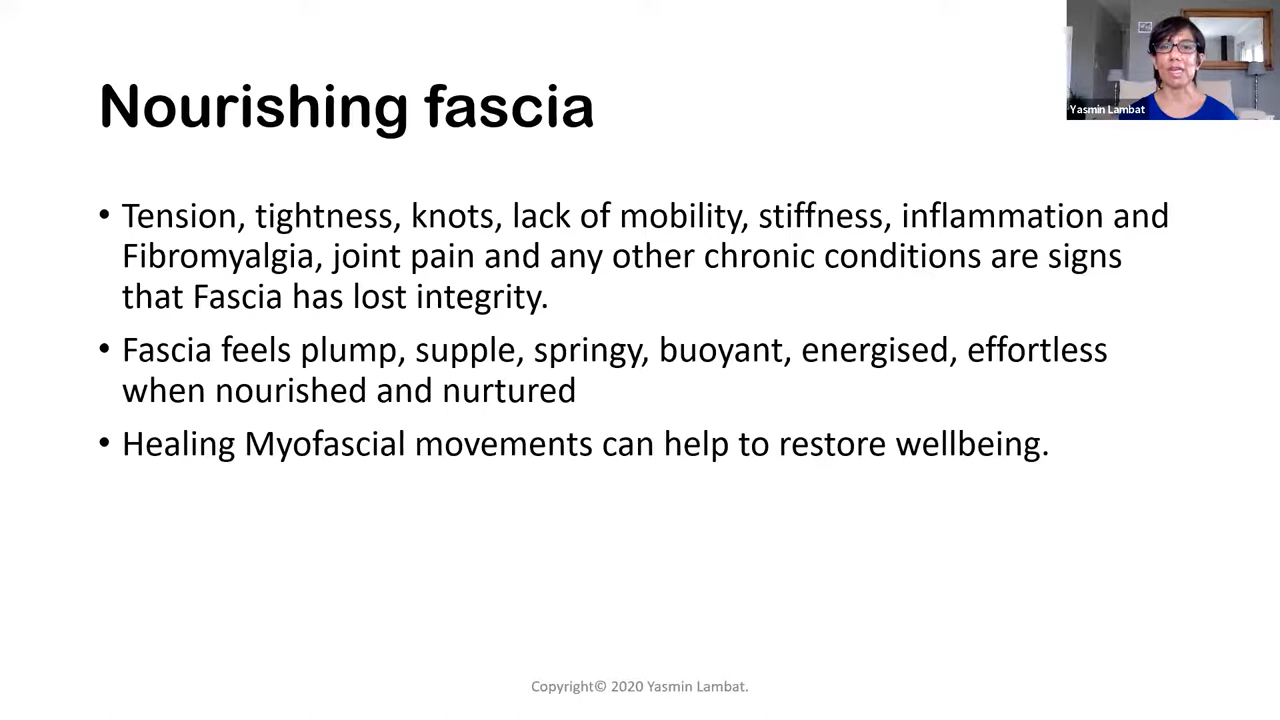 Yasmin Lambat
Nourishing fascia
• Tension, tightness, knots, lack of mobility, stiffness, inflammation and
Fibromyalgia, joint pain and any other chronic conditions are signs
that Fascia has lost integrity.
• Fascia feels plump, supple, springy, buoyant, energised, effortless
when nourished and nurtured
• Healing Myofascial movements can help to restore wellbeing.
Copyright© 2020 Yasmin Lambat.